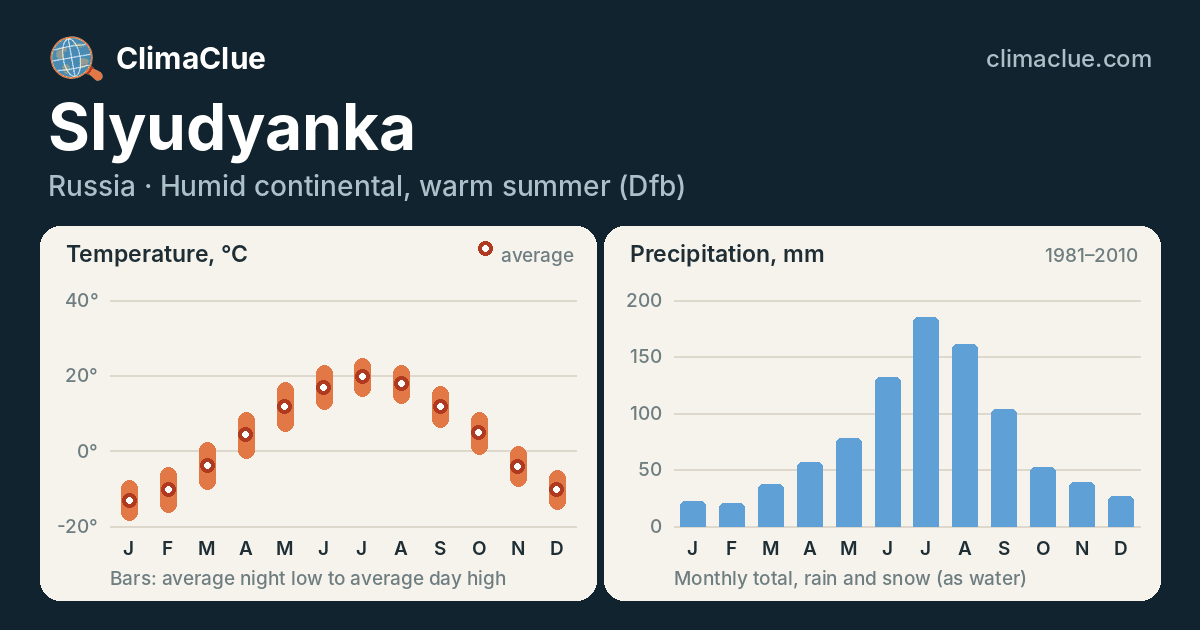 ClimaClue
climaclue.com
Slyudyanka
Russia · Humid continental, warm summer (Dfb)
Temperature, °C
average
40°
20°
0°
-20°
J F M A M J J A S O N D
Bars: average night low to average day high
Precipitation, mm
1981–2010
200
150
100
50
0
J F M A M J J A S O N D
Monthly total, rain and snow (as water)